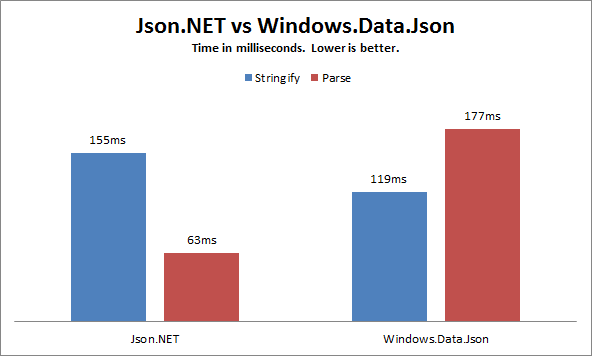 Json.NET vs Windows.Data.Json
Time in milliseconds. Lower is better.
Stringify Parse
155ms
63ms
119ms
177ms
Json.NET
Windows.Data.Json